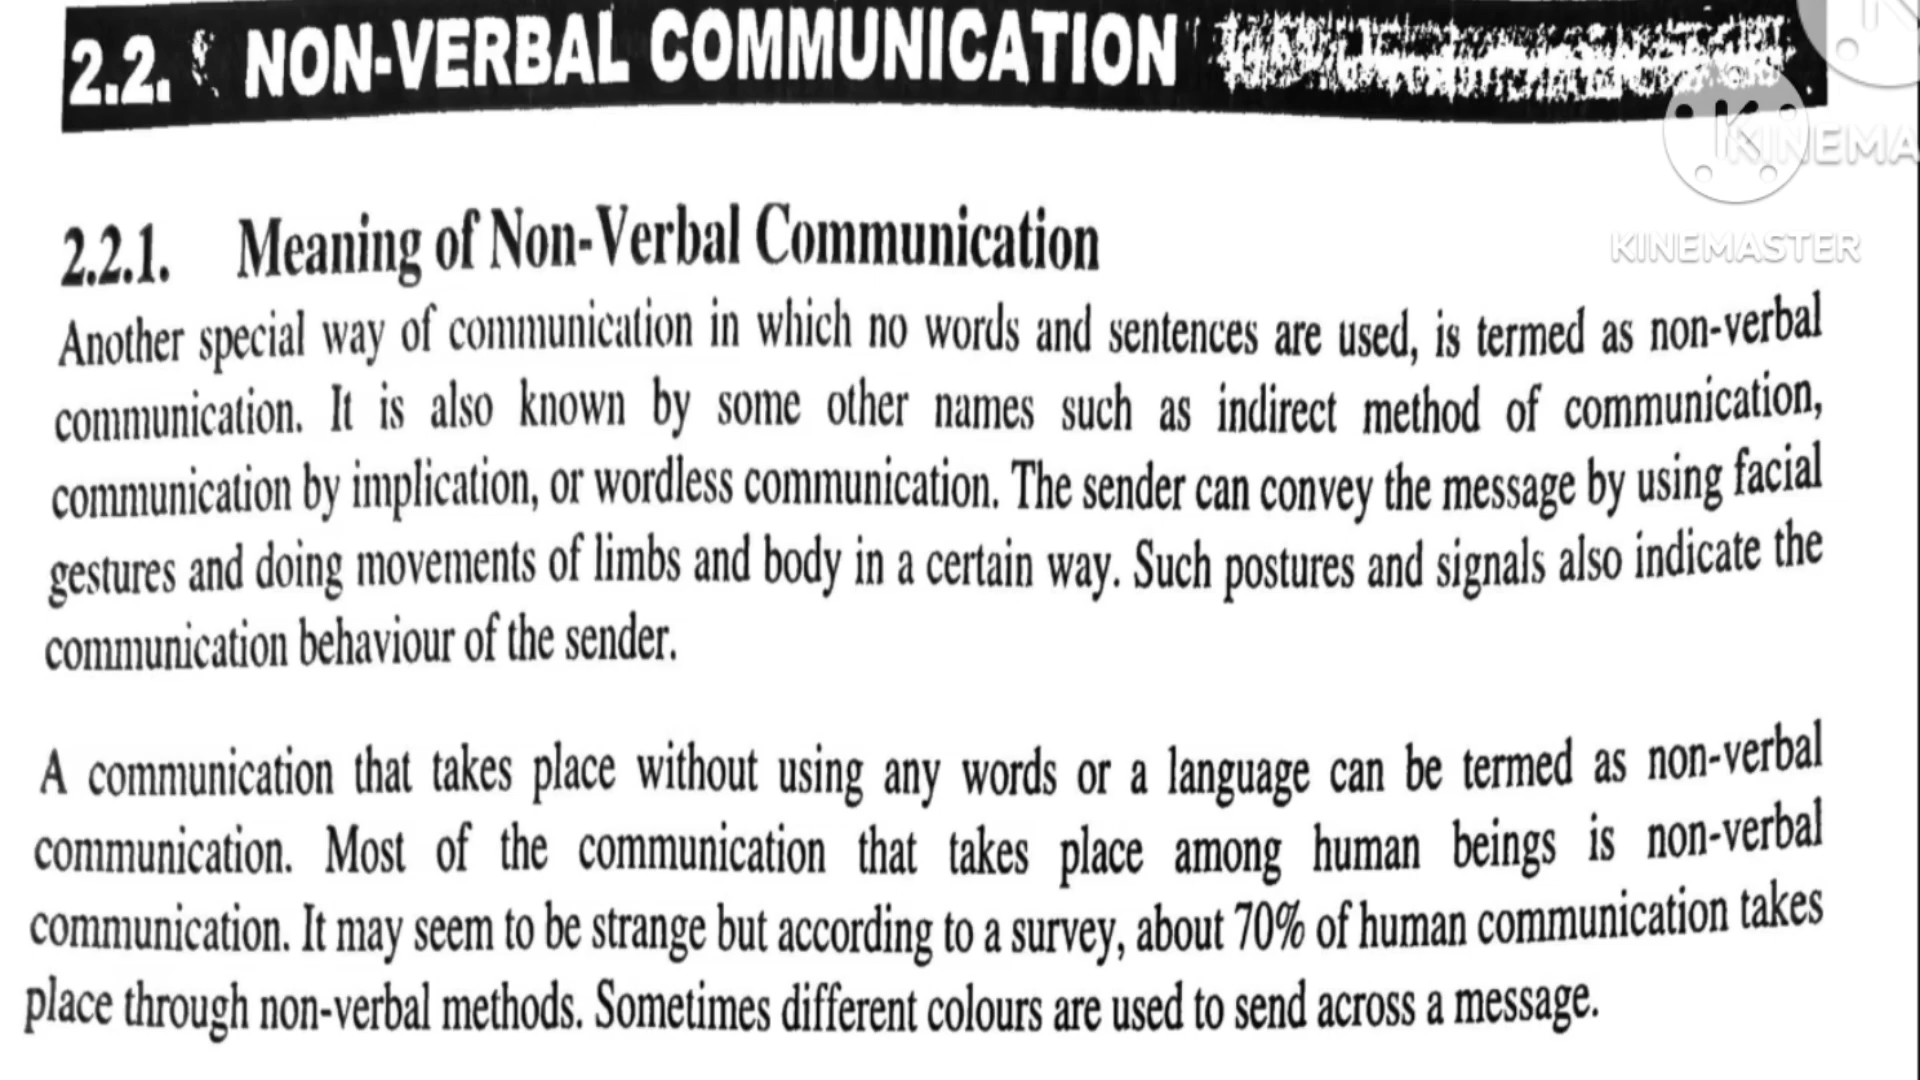 2.2. NON-VERBAL COMMUNICATION
KINEMA
KINEMASTER
2.2.1. Meaning of Non-Verbal Communication
Another special way of communication in which no words and sentences are used, is termed as non-verbal
communication. It is also known by some other names such as indirect method of communication,
communication by implication, or wordless communication. The sender can convey the message by using facial
gestures and doing movements of limbs and body in a certain way. Such postures and signals also indicate the
communication behaviour of the sender.
A communication that takes place without using any words or a language can be termed as non-verbal
communication. Most of the communication that takes place among human beings is non-verbal
communication. It may seem to be strange but according to a survey, about 70% of human communication takes
place through non-verbal methods. Sometimes different colours are used to send across a message.